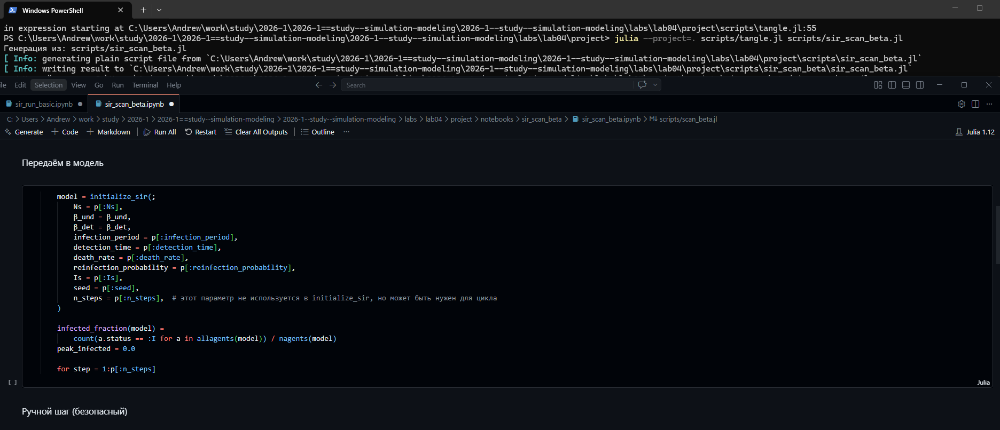 Windows PowerShell
in expression starting at C:\Users\Andrew\work\study\2026-1\2026-1==study--simulation-modeling\2026-1--study--simulation-modeling\labs\lab04\project\scripts\tangle.jl:55
PS C:\Users\Andrew\work\study\2026-1\2026-1==study--simulation-modeling\2026-1--study--simulation-modeling\labs\lab04\project> julia --project=. scripts/tangle.jl scripts/sir_scan_beta.jl
Генерация из: scripts/sir_scan_beta.jl
[ Info: generating plain script file from `C:\Users\Andrew\work\study\2026-1\2026-1==study--simulation-modeling\2026-1--study--simulation-modeling\labs\lab04\project\scripts\sir_scan_beta.jl`
[ Info: writing result to `C:\Users\Andrew\work\study\2026-1\2026-1==study--simulation-modeling\2026-1--study--simulation-modeling\labs\lab04\project\scripts\sir_scan_beta\sir_scan_beta.jl`
ile Edit Selection View Go Run Terminal Help Search
sir_run_basic.ipynb sir_scan_beta.ipynb
C: > Users > Andrew > work > study > 2026-1 > 2026-1==study--simulation-modeling > 2026-1--study--simulation-modeling > labs > lab04 > project > notebooks > sir_scan_beta > sir_scan_beta.ipynb > scripts/scan_beta.jl
Generate + Code + Markdown Run All Restart Clear All Outputs Outline ... Julia 1.12
Передаём в модель
model = initialize_sir(;
Ns = p[:Ns],
β_und = β_und,
β_det = β_det,
infection_period = p[:infection_period],
detection_time = p[:detection_time],
death_rate = p[:death_rate],
reinfection_probability = p[:reinfection_probability],
Is = p[:Is],
seed = p[:seed],
n_steps = p[:n_steps], # этот параметр не используется в initialize_sir, но может быть нужен для цикла
)
infected_fraction(model) =
count(a.status == :I for a in allagents(model)) / nagents(model)
peak_infected = 0.0
for step = 1:p[:n_steps]
[ ]
Julia
Ручной шаг (безопасный)